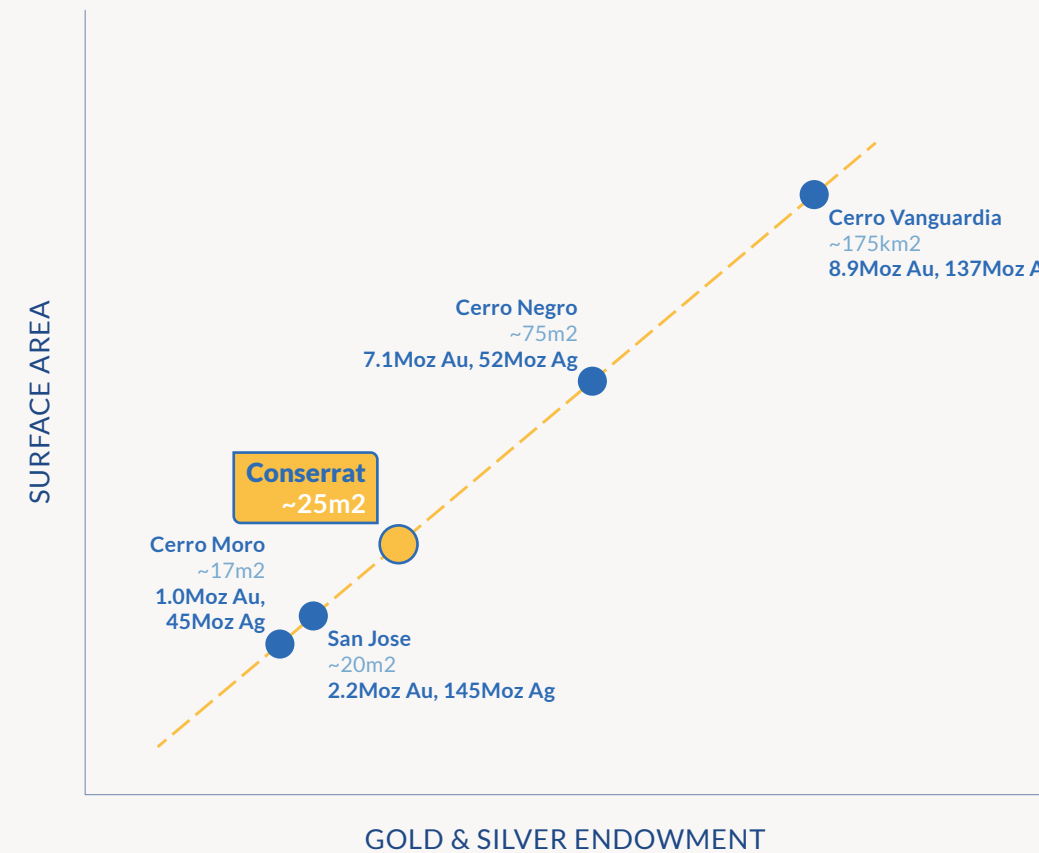 SURFACE AREA
Cerro Vanguardia
~175km2
8.9Moz Au, 137Moz
Cerro Negro
~75m2
7.1Moz Au, 52Moz Ag
Conserrat
~25m2
Cerro Moro
~17m2
1.0Moz Au,
45Moz Ag
San Jose
~20m2
2.2Moz Au, 145Moz Ag
GOLD & SILVER ENDOWMENT